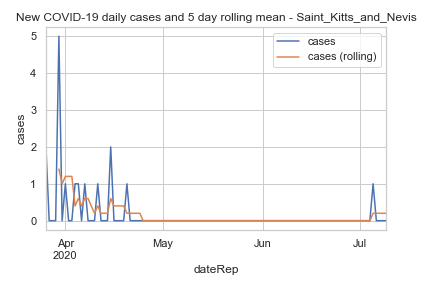 New COVID-19 daily cases and 5 day rolling mean - Saint_Kitts_and_Nevis
cases
cases (rolling)
5
4
3
2
1
0
cases
Apr
2020
May
Jun
Jul
dateRep